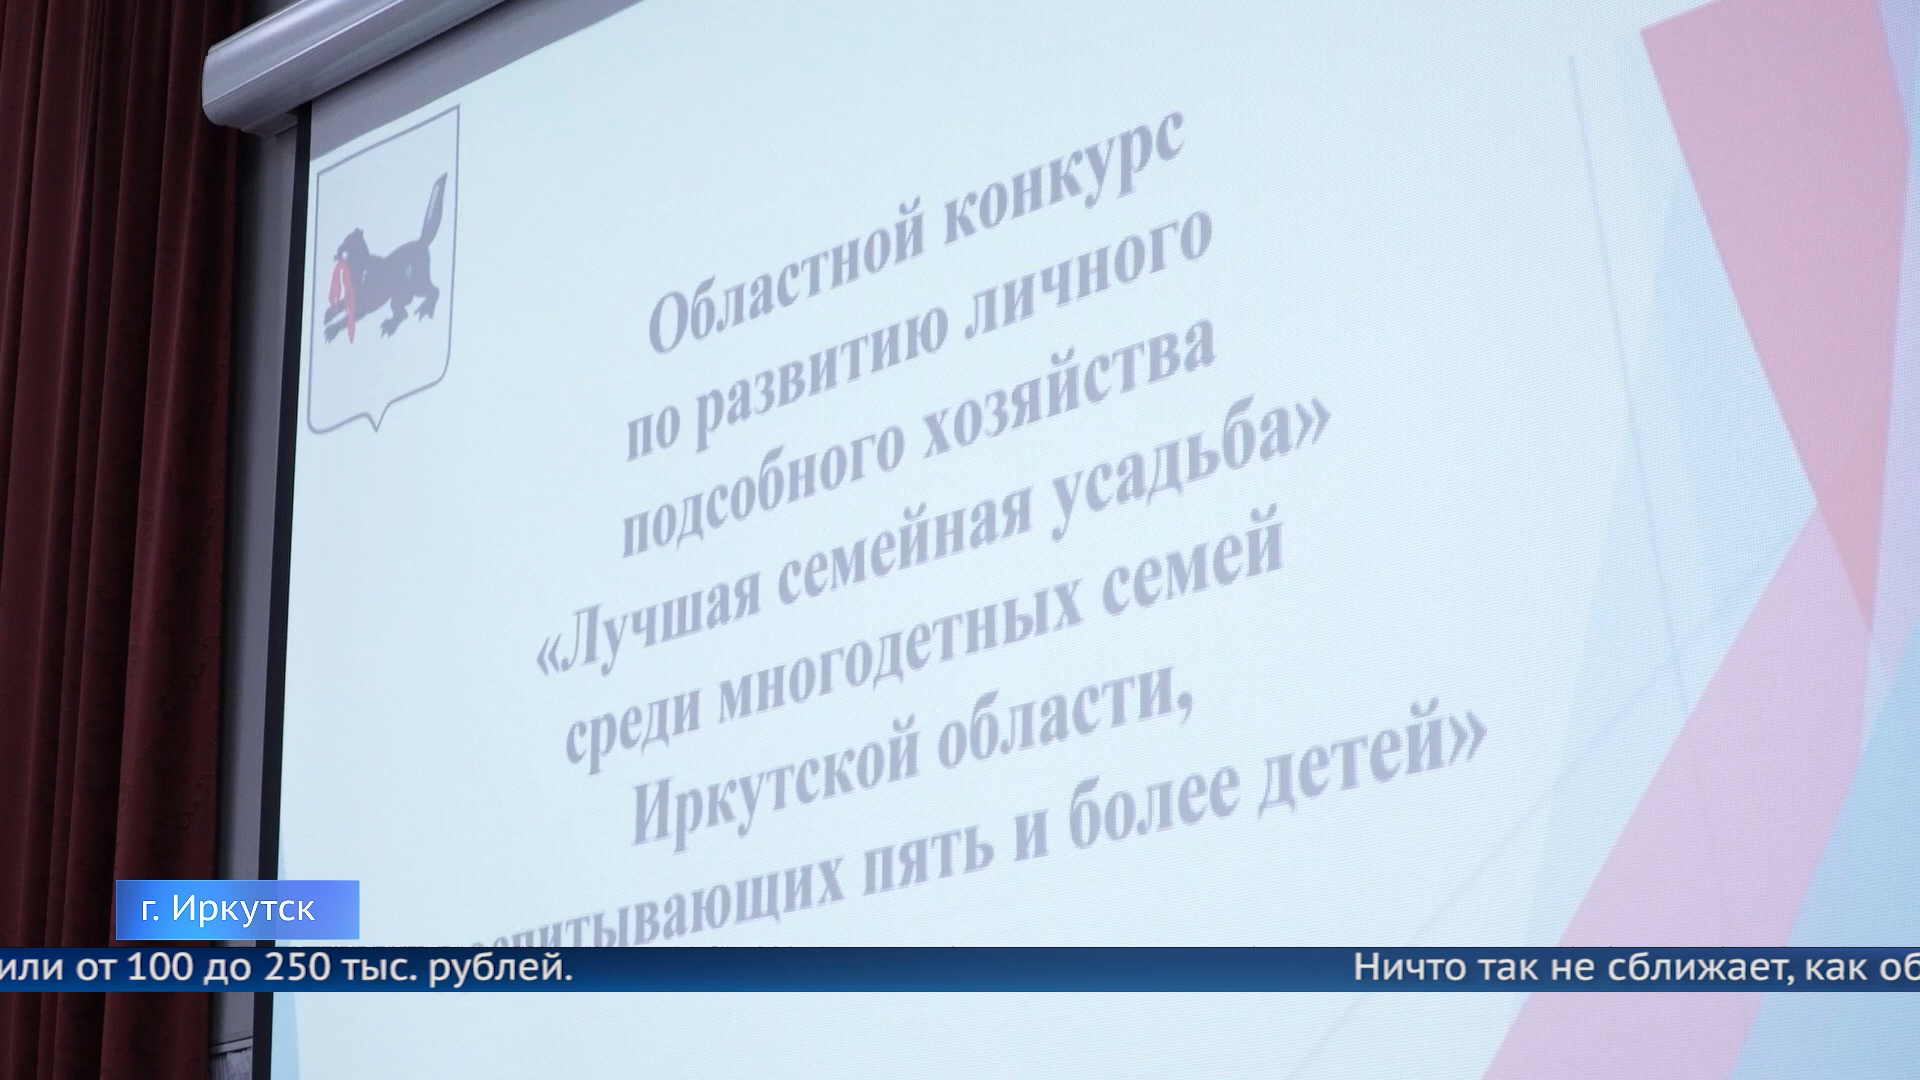 Областной конкурс
по развитию личного
подсобного хозяйства
«Лучшая семейная усадьба»
среди многодетных семей
Иркутской области,
пять и более детей»
г. Иркутск
или от 100 до 250 тыс. рублей.
Ничто так не сближает, как об